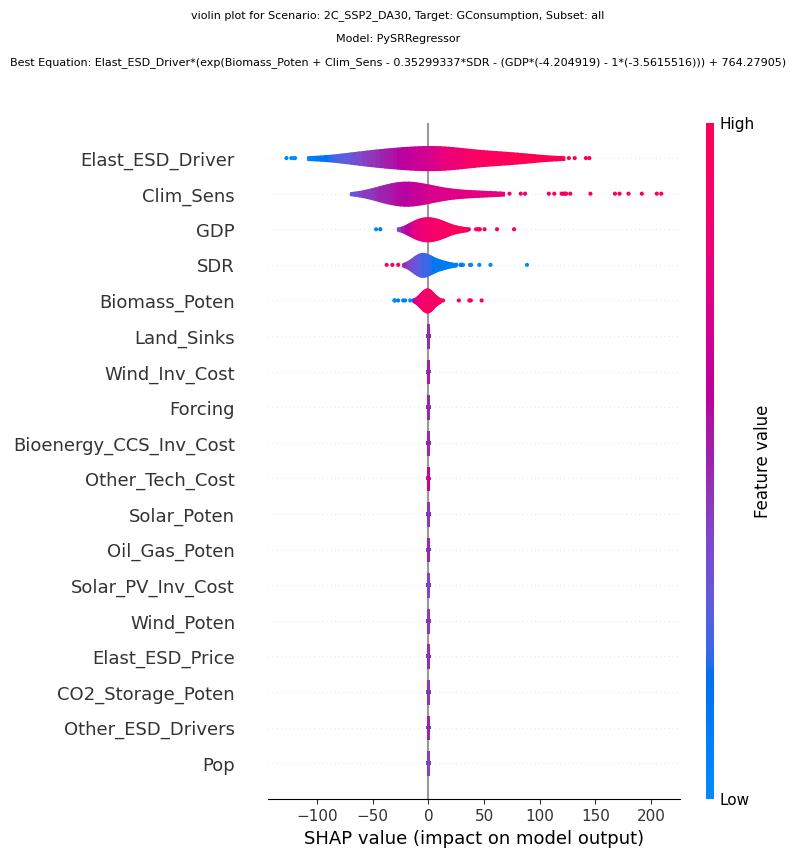 violin plot for Scenario: 2C_SSP2_DA30, Target: GConsumption, Subset: all
Model: PySRRegressor
Best Equation: Elast_ESD_Driver*(exp(Biomass_Poten + Clim_Sens - 0.35299337*SDR - (GDP*(-4.204919) - 1*(-3.5615516))) + 764.27905)
High
Elast_ESD_Driver
Clim_Sens
GDP
SDR
Biomass_Poten
Land_Sinks
Wind_Inv_Cost
Forcing
Bioenergy_CCS_Inv_Cost
Other_Tech_Cost
Solar_Poten
Oil_Gas_Poten
Solar_PV_Inv_Cost
Wind_Poten
Elast_ESD_Price
CO2_Storage_Poten
Other_ESD_Drivers
Pop
Feature value
Low
−100 −50 0 50 100 150 200
SHAP value (impact on model output)